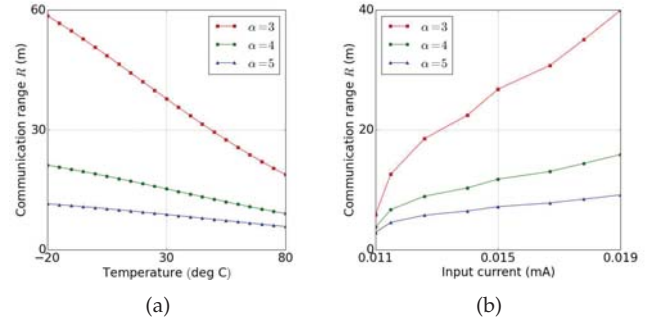 60
30
0
Communication range R (m)
α=3
α=4
α=5
−20
30
80
Temperature (deg C)
(a)
40
20
0
Communication range R (m)
α=3
α=4
α=5
0.011
0.015
0.019
Input current (mA)
(b)